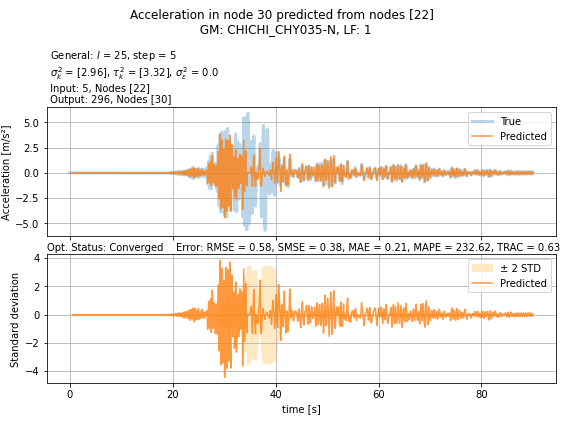 Acceleration in node 30 predicted from nodes [22]
GM: CHICHI_CHY035-N, LF: 1
General: l = 25, step = 5
σ²ₖ = [2.96], τ²ₖ = [3.32], σ²ε = 0.0
Input: 5, Nodes [22]
Output: 296, Nodes [30]
Acceleration [m/s²]
5.0
2.5
0.0
−2.5
−5.0
True
Predicted
Opt. Status: Converged Error: RMSE = 0.58, SMSE = 0.38, MAE = 0.21, MAPE = 232.62, TRAC = 0.63
Standard deviation
4
2
0
−2
−4
± 2 STD
Predicted
0 20 40 60 80
time [s]